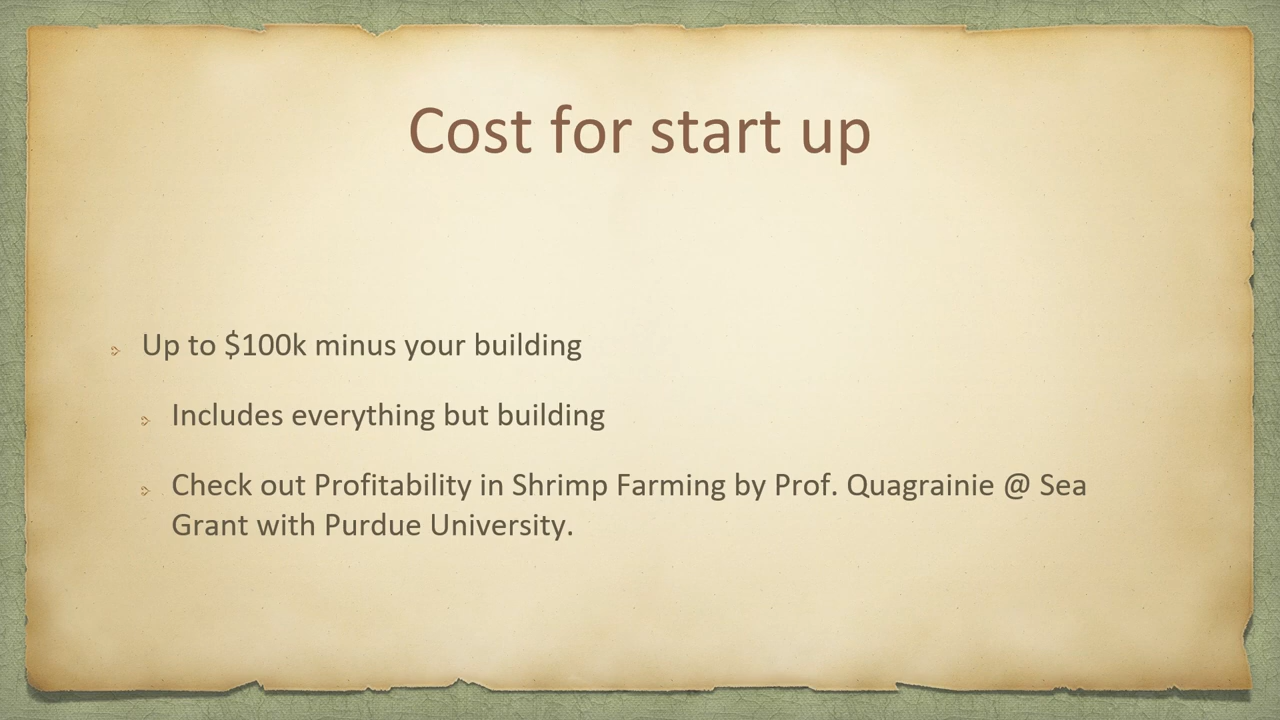 Cost for start up
Up to $100k minus your building
Includes everything but building
Check out Profitability in Shrimp Farming by Prof. Quagrainie @ Sea
Grant with Purdue University.